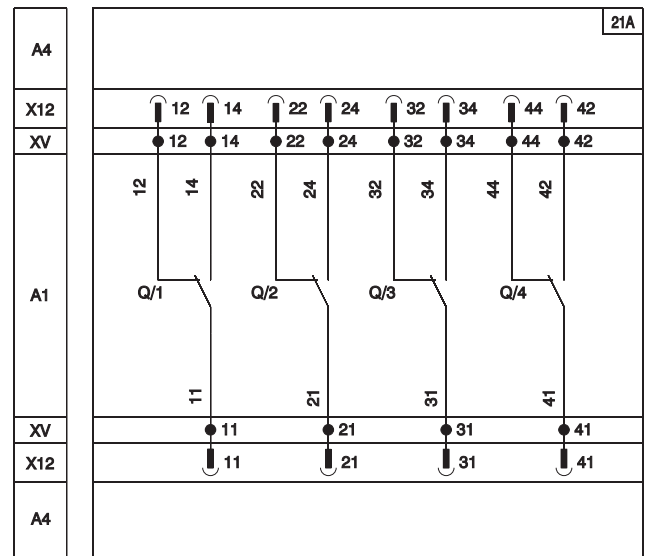 21A
A4
X12 12 14 22 24 32 34 44 42
XV 12 14 22 24 32 34 44 42
12 14 22 24 32 34 44 42
A1 Q/1 Q/2 Q/3 Q/4
11 21 31 41
XV 11 21 31 41
X12 11 21 31 41
A4